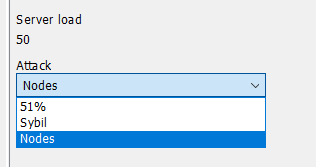 Server load
50
Attack
Nodes
51%
Sybil
Nodes